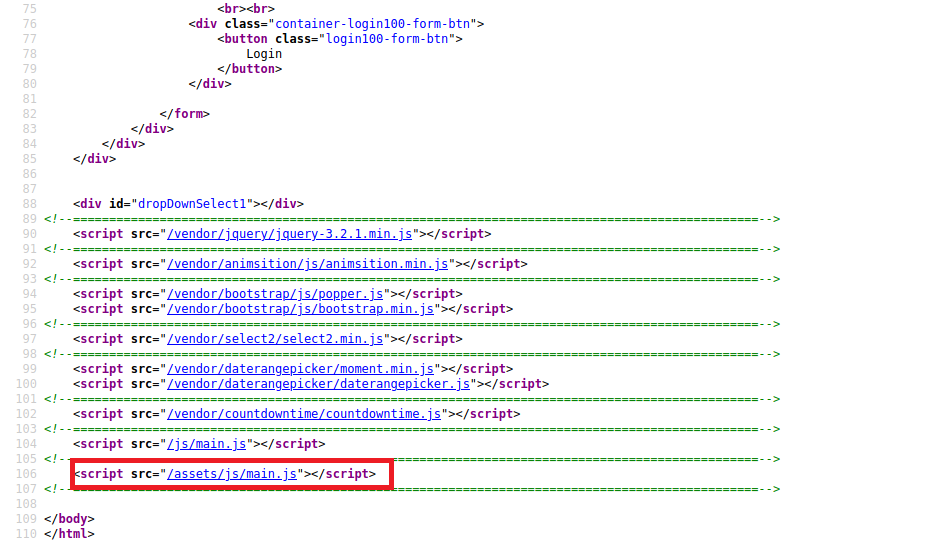 75                         <br><br>
76                     <div class="container-login100-form-btn">
77                         <button class="login100-form-btn">
78                             Login
79                         </button>
80                     </div>
81
82                 </form>
83             </div>
84         </div>
85     </div>
86
87
88     <div id="dropDownSelect1"></div>
89 <!--===============================================================================================-->
90     <script src="/vendor/jquery/jquery-3.2.1.min.js"></script>
91 <!--===============================================================================================-->
92     <script src="/vendor/animsition/js/animsition.min.js"></script>
93 <!--===============================================================================================-->
94     <script src="/vendor/bootstrap/js/popper.js"></script>
95     <script src="/vendor/bootstrap/js/bootstrap.min.js"></script>
96 <!--===============================================================================================-->
97     <script src="/vendor/select2/select2.min.js"></script>
98 <!--===============================================================================================-->
99     <script src="/vendor/daterangepicker/moment.min.js"></script>
100     <script src="/vendor/daterangepicker/daterangepicker.js"></script>
101 <!--===============================================================================================-->
102     <script src="/vendor/countdowntime/countdowntime.js"></script>
103 <!--===============================================================================================-->
104     <script src="/js/main.js"></script>
105 <!--===============================================================================================-->
106     <script src="/assets/js/main.js"></script>
107 <!--===============================================================================================-->
108
109 </body>
110 </html>